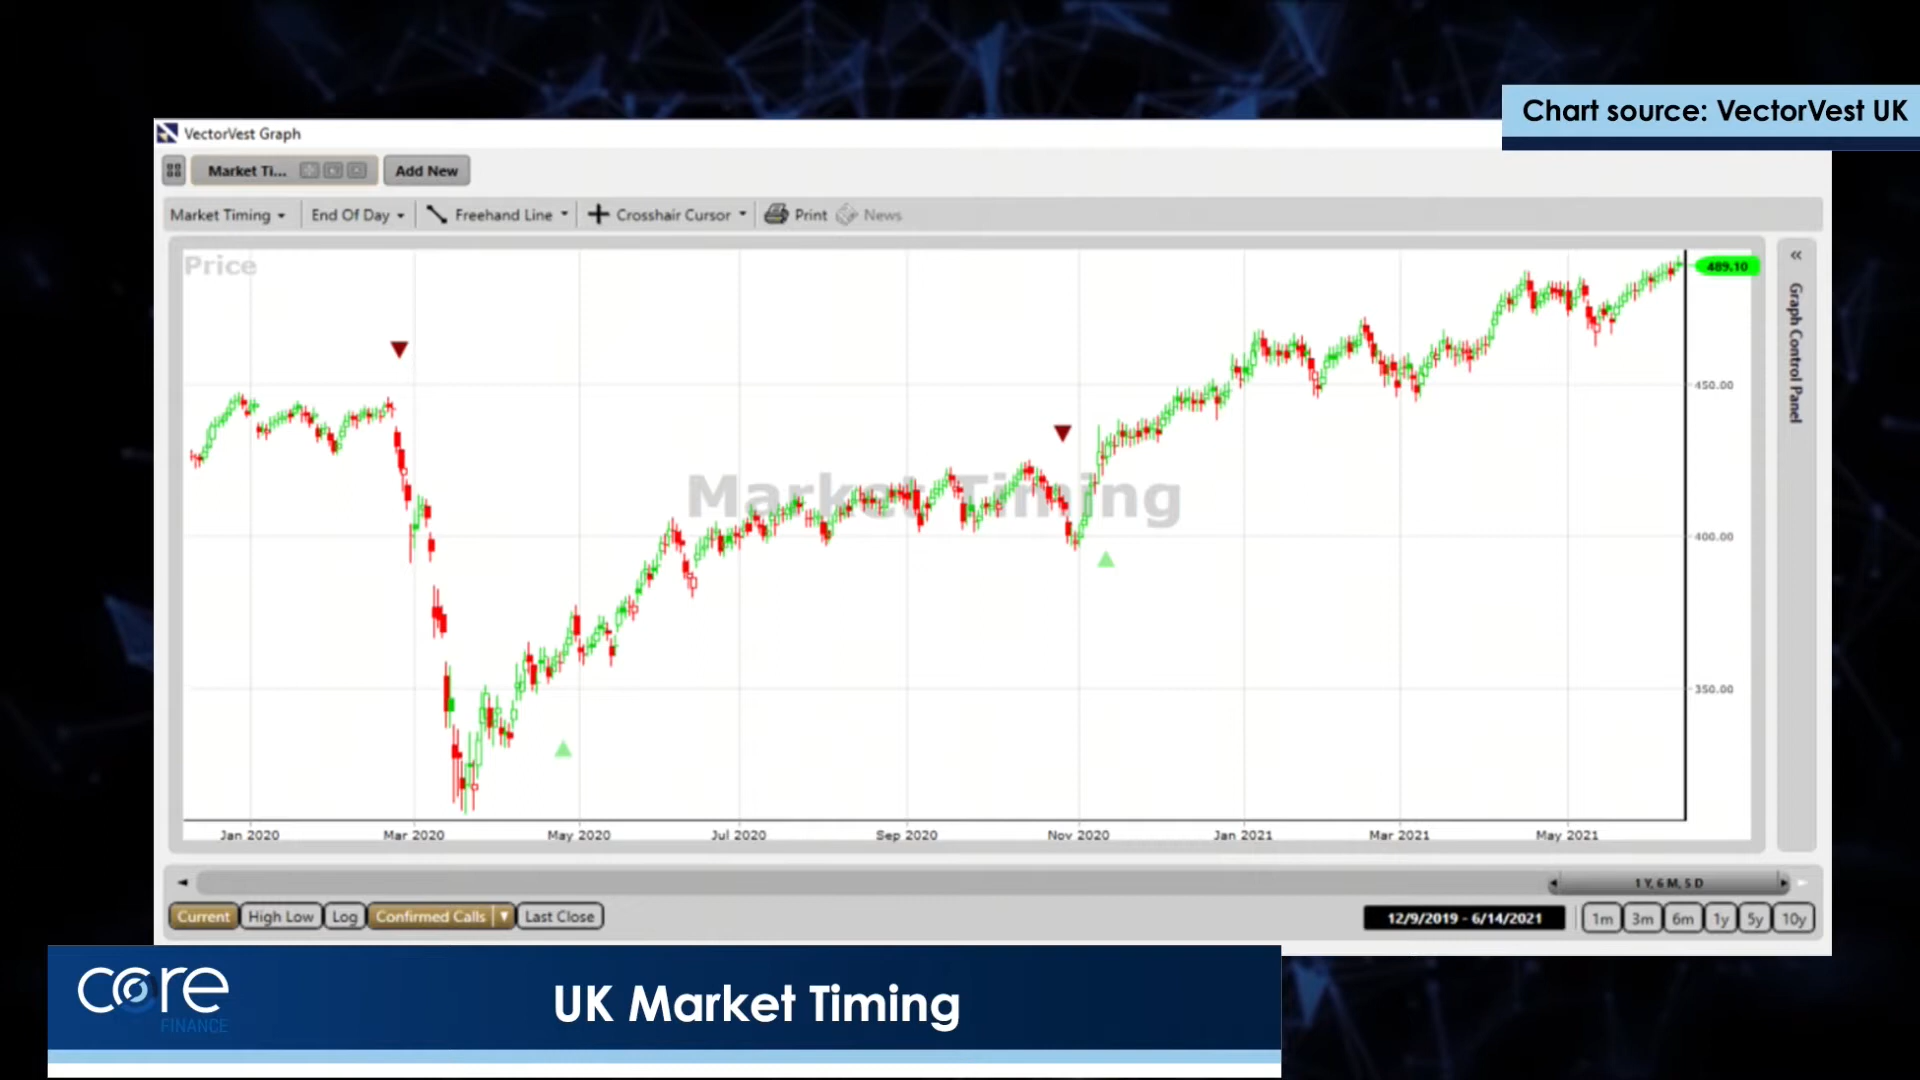 Chart source: VectorVest UK
VectorVest Graph
Market Ti...
Add New
Market Timing
End Of Day
Freehand Line
Crosshair Cursor
Print
News
Price
489.10
«
Graph Control Panel
450.00
Market Timing
400.00
350.00
Jan 2020
Mar 2020
May 2020
Jul 2020
Sep 2020
Nov 2020
Jan 2021
Mar 2021
May 2021
1 Y, 6 M, 5 D
Current
High Low
Log
Confirmed Calls
Last Close
12/9/2019 - 6/14/2021
1m
3m
6m
1y
5y
10y
core
FINANCE
UK Market Timing